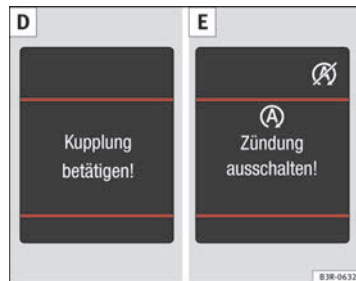 D
Kupplung
betätigen!
E
A
A
Zündung
ausschalten!
B3R-0632